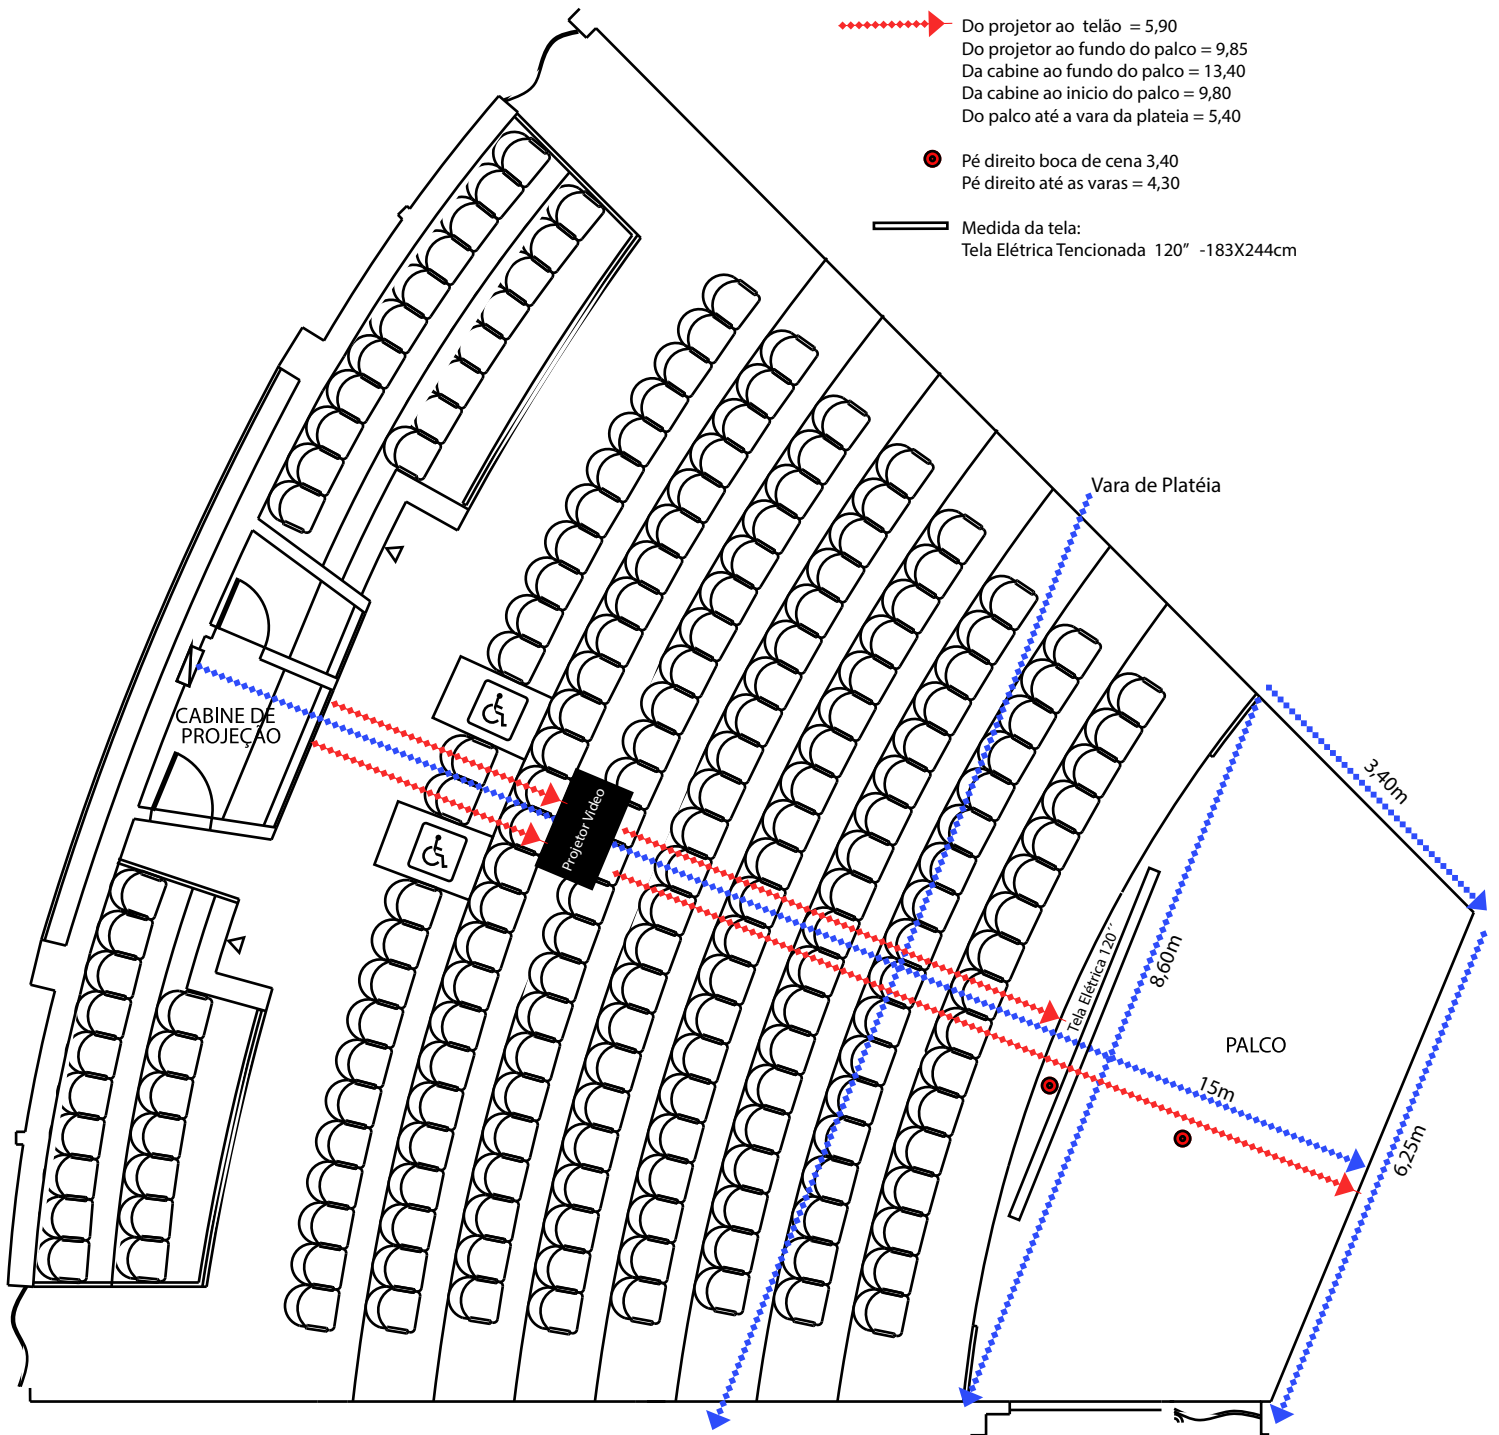 Do projetor ao telão = 5,90
Do projetor ao fundo do palco = 9,85
Da cabine ao fundo do palco = 13,40
Da cabine ao inicio do palco = 9,80
Do palco até a vara da plateia = 5,40
Pé direito boca de cena 3,40
Pé direito até as varas = 4,30
Medida da tela:
Tela Elétrica Tencionada 120” -183X244cm
Vara de Platéia
CABINE DE
PROJEÇÃO
Projetor Vídeo
3,40m
Tela Elétrica 120´´
8,60m
PALCO
15m
6,25m